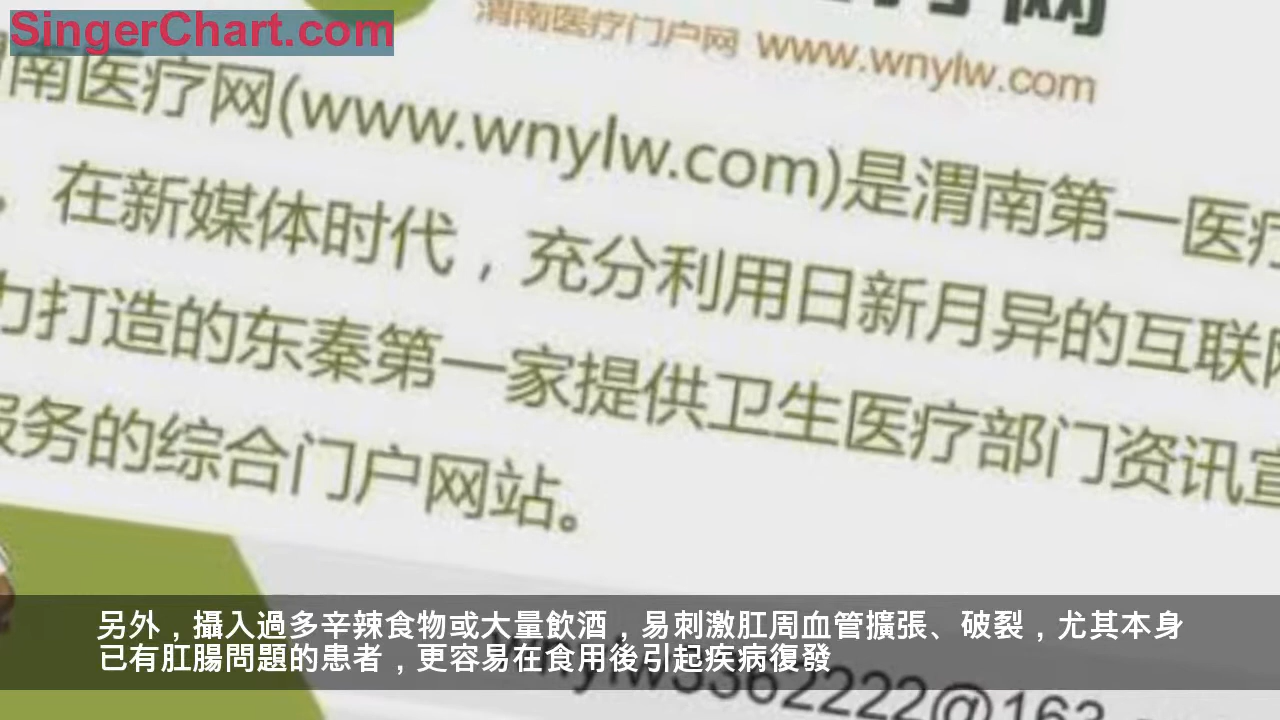 SingerChart.com
渭南医疗门户网 www.wnylw.com
南医疗网(www.wnylw.com)是渭南第一医疗
在新媒体时代，充分利用日新月异的互联网
力打造的东秦第一家提供卫生医疗部门资讯宣
服务的综合门户网站。
另外，攝入過多辛辣食物或大量飲酒，易刺激肛周血管擴張、破裂，尤其本身
已有肛腸問題的患者，更容易在食用後引起疾病復發
wnylw5362222@163